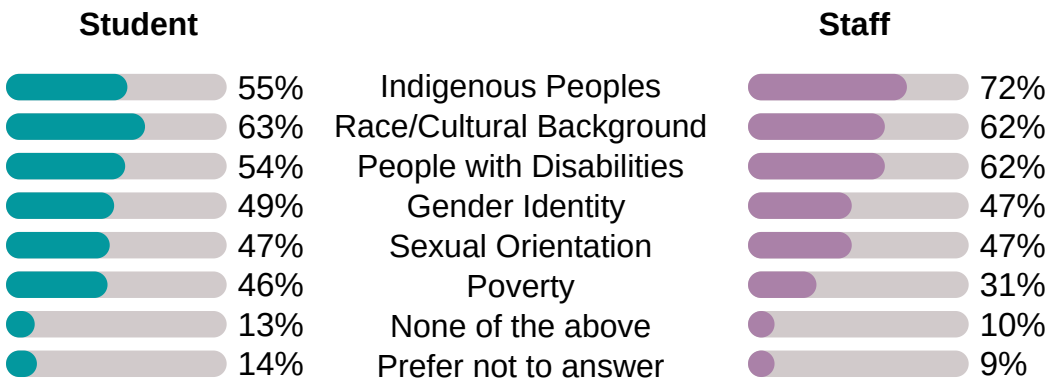 Student Staff
55% Indigenous Peoples 72%
63% Race/Cultural Background 62%
54% People with Disabilities 62%
49% Gender Identity 47%
47% Sexual Orientation 47%
46% Poverty 31%
13% None of the above 10%
14% Prefer not to answer 9%